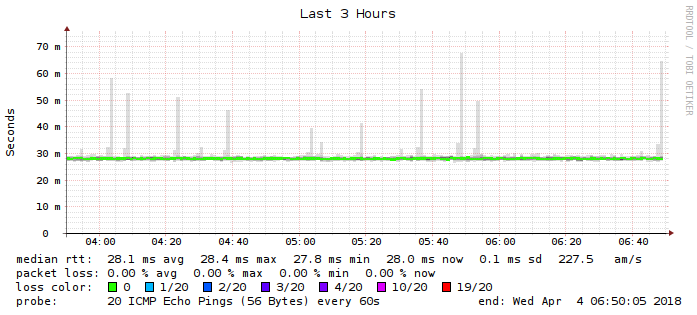 Last 3 Hours
RRDTOOL / TOBI OETIKER
Seconds
70 m
60 m
50 m
40 m
30 m
20 m
10 m
0
04:00 04:20 04:40 05:00 05:20 05:40 06:00 06:20 06:40
median rtt: 28.1 ms avg 28.4 ms max 27.8 ms min 28.0 ms now 0.1 ms sd 227.5 am/s
packet loss: 0.00 % avg 0.00 % max 0.00 % min 0.00 % now
loss color: 0 1/20 2/20 3/20 4/20 10/20 19/20
probe: 20 ICMP Echo Pings (56 Bytes) every 60s end: Wed Apr 4 06:50:05 2018